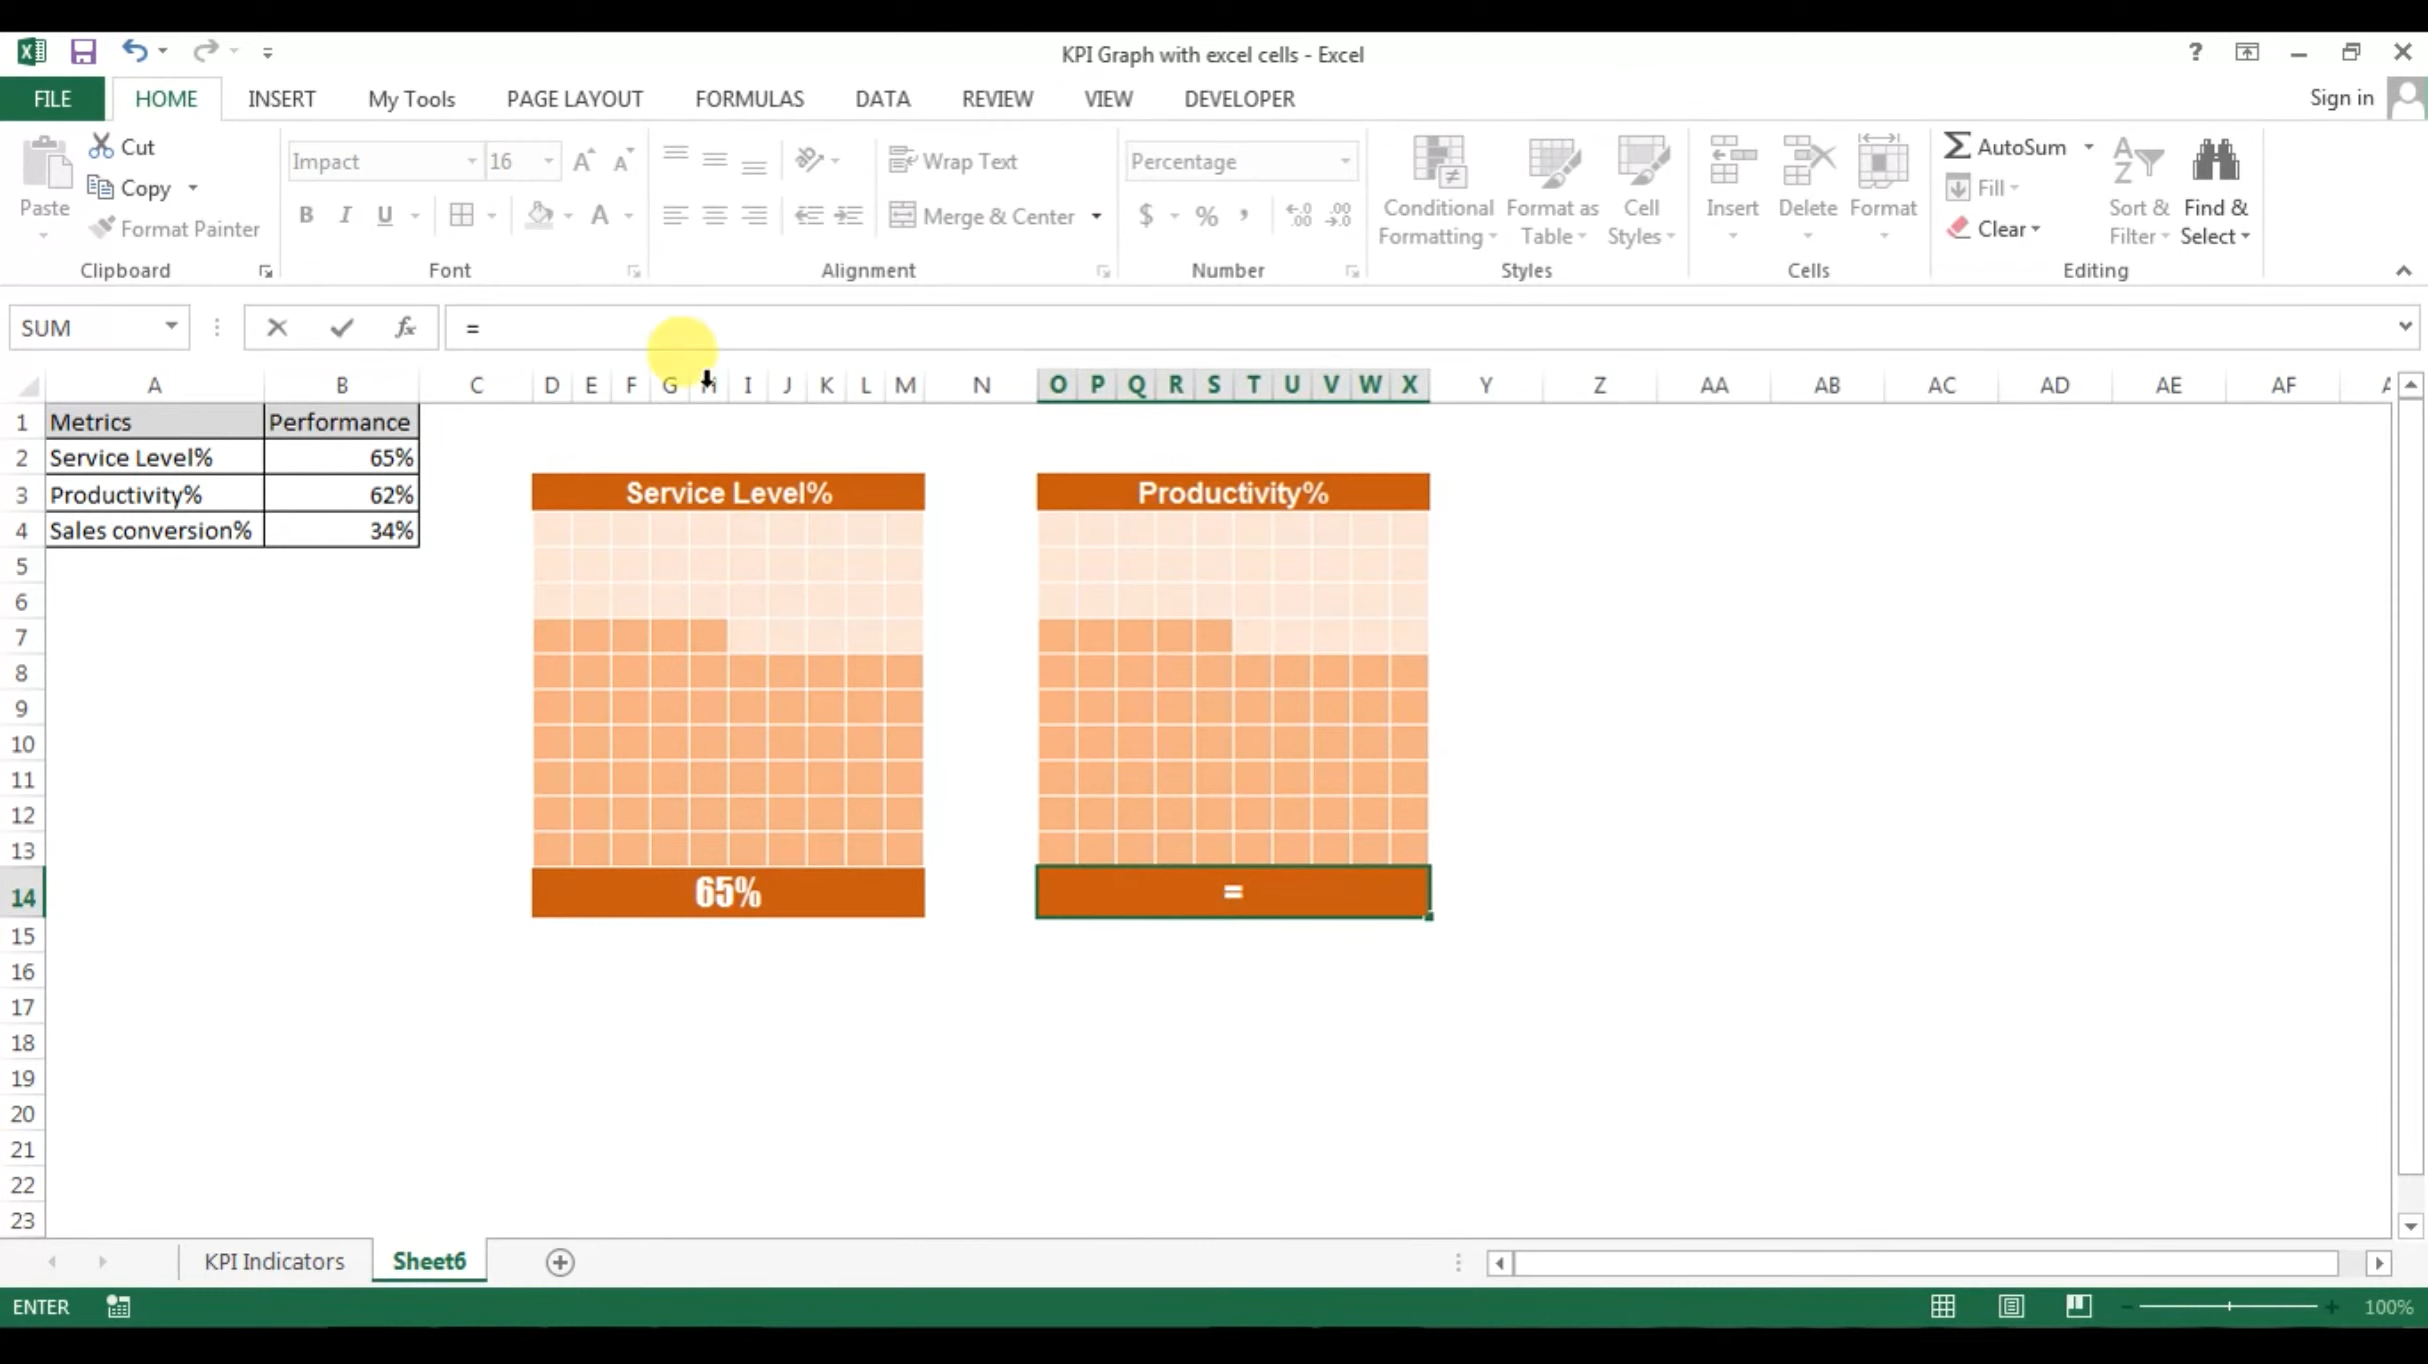 KPI Graph with excel cells - Excel
?
FILE HOME INSERT My Tools PAGE LAYOUT FORMULAS DATA REVIEW VIEW DEVELOPER Sign in
Paste
Cut
Copy
Format Painter
Clipboard
Impact 16
B I U
Font
Wrap Text
Merge & Center
Alignment
Percentage
$ % ,
Number
Conditional Formatting
Format as Table
Cell Styles
Styles
Insert Delete Format
Cells
AutoSum
Fill
Clear
Sort & Filter
Find & Select
Editing
SUM fx =
A B C D E F G H I J K L M N O P Q R S T U V W X Y Z AA AB AC AD AE AF
1 Metrics Performance
2 Service Level% 65%
3 Productivity% 62%
4 Sales conversion% 34%
5
6
7
8
9
10
11
12
13
14
15
16
17
18
19
20
21
22
23
Service Level% Productivity%
65% =
KPI Indicators Sheet6
ENTER 100%